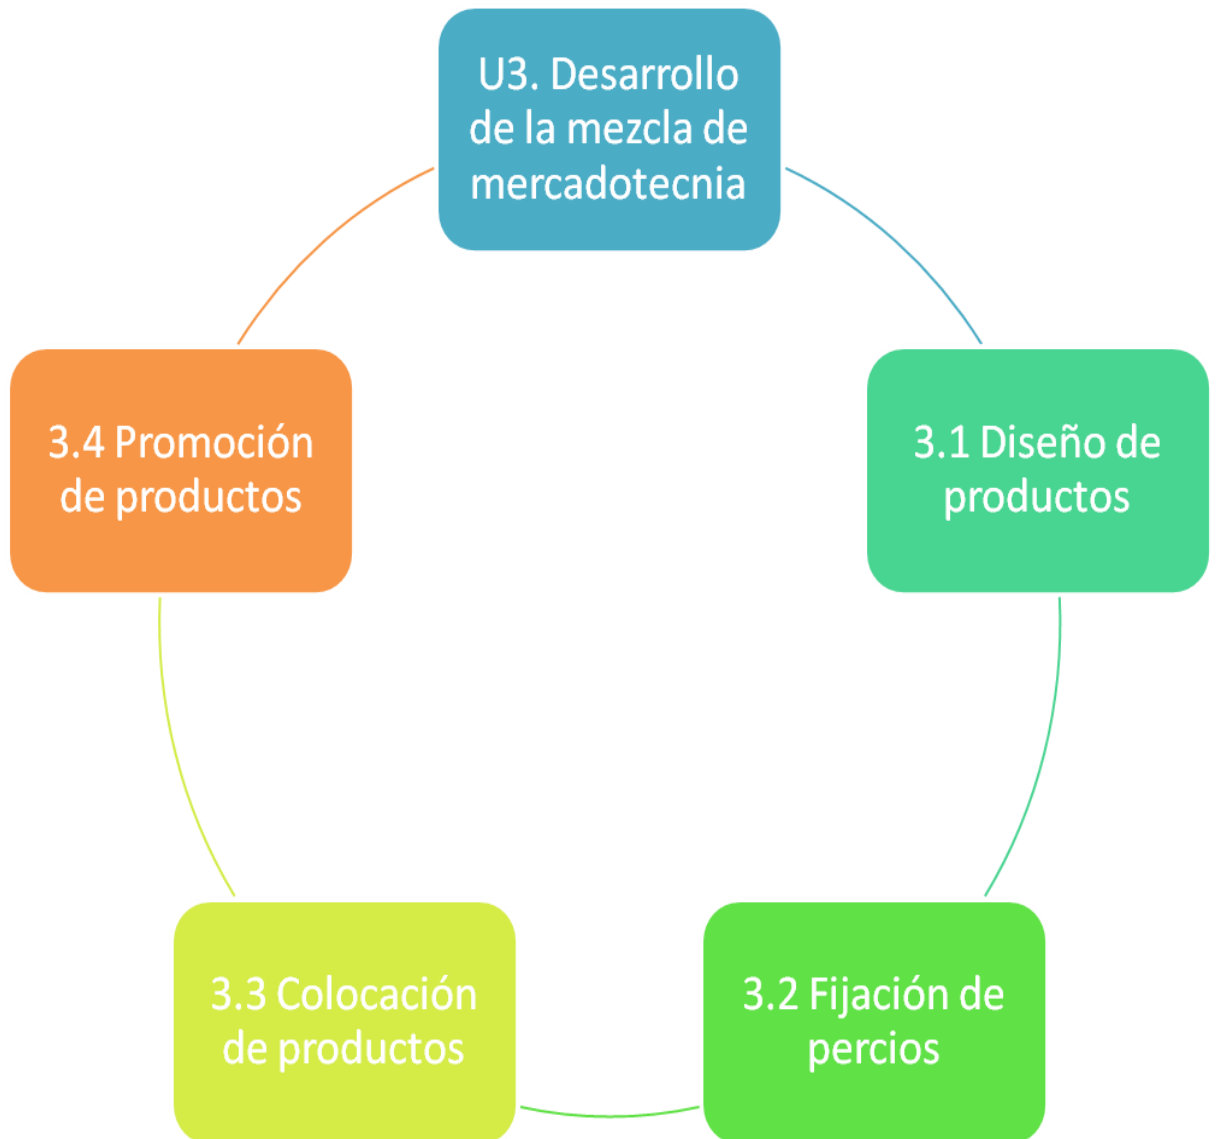 U3. Desarrollo
de la mezcla de
mercadotecnia
3.1 Diseño de
productos
3.2 Fijación de
percios
3.3 Colocación
de productos
3.4 Promoción
de productos